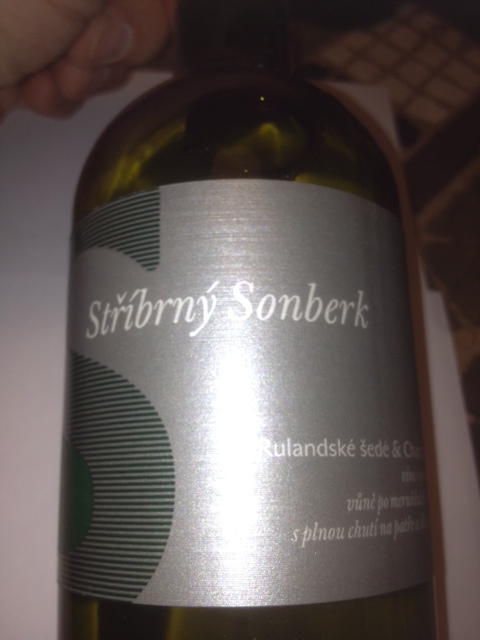 Stříbrný Sonberk
Rulandské šedé &
vůně po
s plnou chutí na patře